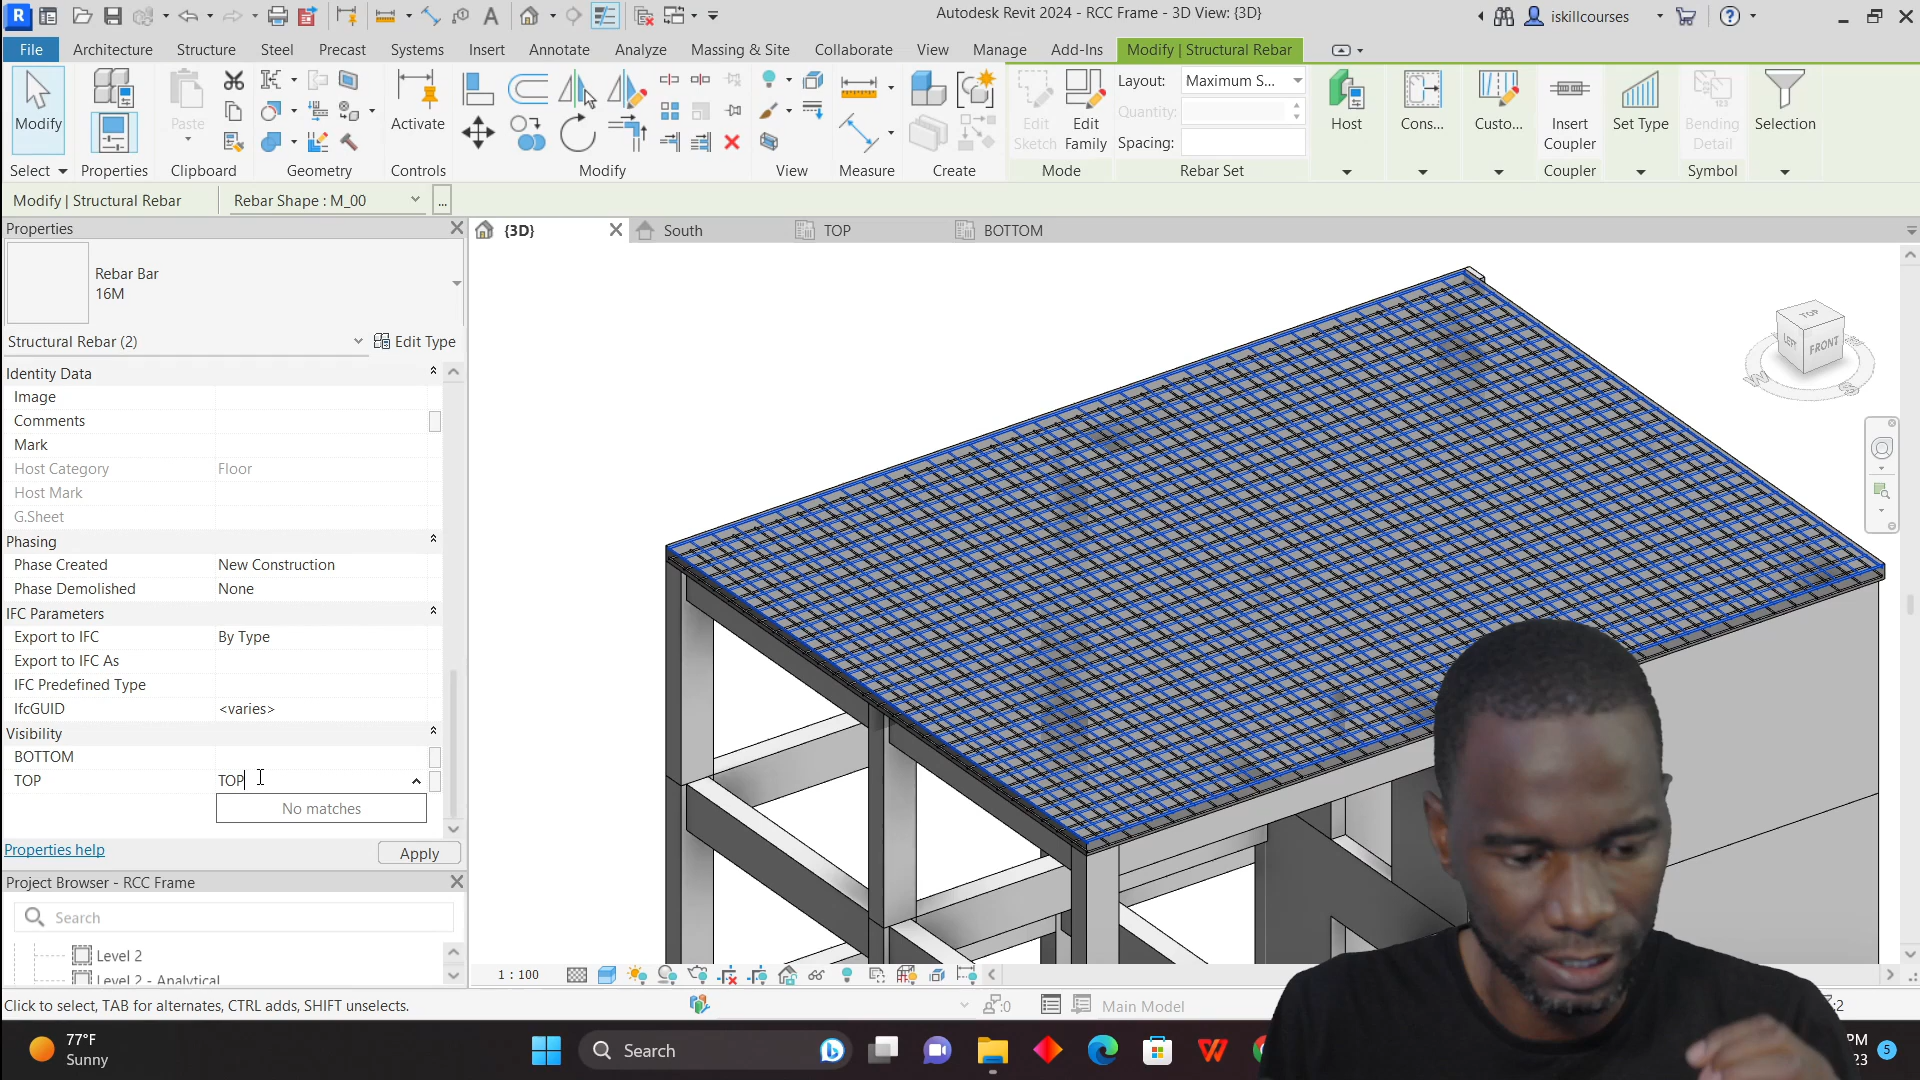 Autodesk Revit 2024 - RCC Frame - 3D View: {3D}
iskillcourses
File
Architecture
Structure
Steel
Precast
Systems
Insert
Annotate
Analyze
Massing & Site
Collaborate
View
Manage
Add-Ins
Modify | Structural Rebar
Modify
Paste
Activate
Edit Sketch
Edit Family
Layout:
Maximum S...
Quantity:
Spacing:
Host
Cons...
Custo...
Insert Coupler
Set Type
Bending Detail
Selection
Select
Properties
Clipboard
Geometry
Controls
Modify
View
Measure
Create
Mode
Rebar Set
Coupler
Symbol
Modify | Structural Rebar
Rebar Shape : M_00
...
Properties
{3D}
South
TOP
BOTTOM
Rebar Bar
16M
Structural Rebar (2)
Edit Type
Identity Data
Image
Comments
Mark
Host Category
Floor
Host Mark
G.Sheet
Phasing
Phase Created
New Construction
Phase Demolished
None
IFC Parameters
Export to IFC
By Type
Export to IFC As
IFC Predefined Type
IfcGUID
<varies>
Visibility
BOTTOM
TOP
TOP
No matches
Properties help
Apply
Project Browser - RCC Frame
Search
Level 2
Level 2 - Analytical
TOP
LEFT
FRONT
W
S
1 : 100
Click to select, TAB for alternates, CTRL adds, SHIFT unselects.
:0
Main Model
:2
77°F
Sunny
Search
PM
23
5